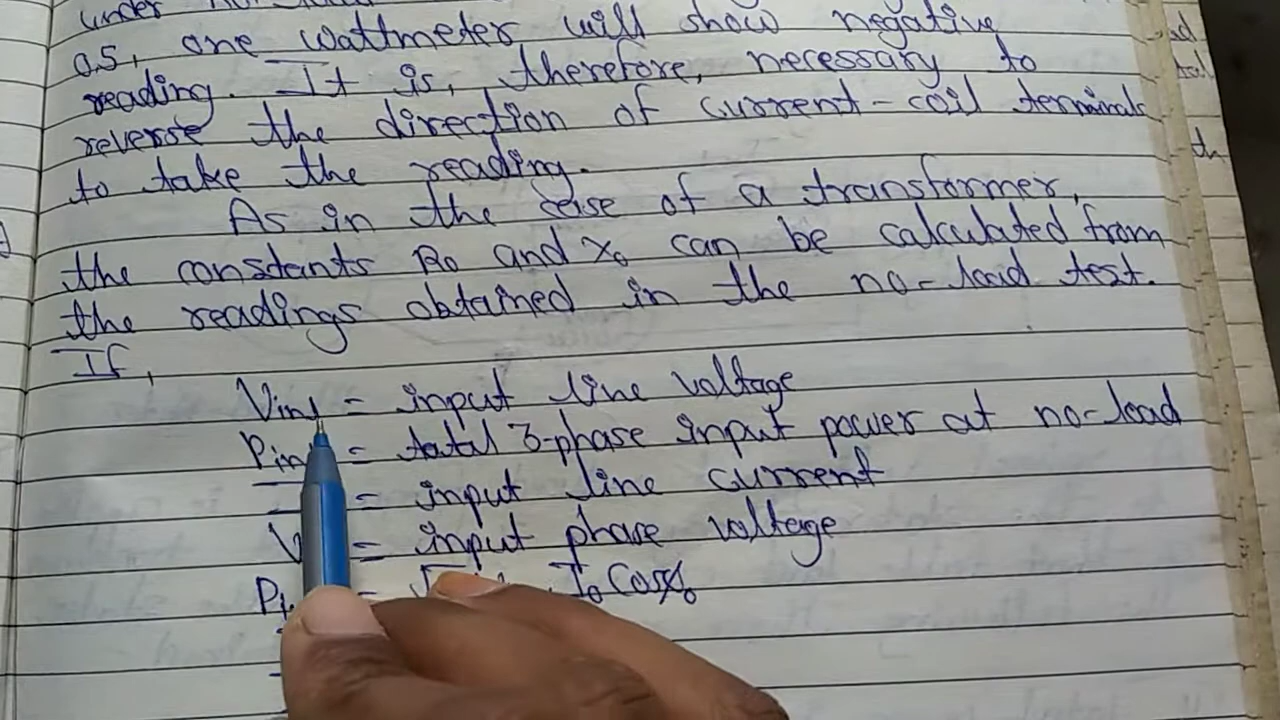 under
0.5, one wattmeter will show negative
reading. It is, therefore, necessary to
reverse the direction of current-coil terminals
to take the reading.
As in the case of a transformer,
the constants R₀ and X₀ can be calculated from
the readings obtained in the no-load test.
If,
Vinl = input line voltage
Pin = total 3-phase input power at no-load
= input line current
V = input phase voltage
P = √ I₀ Cosϕ₀